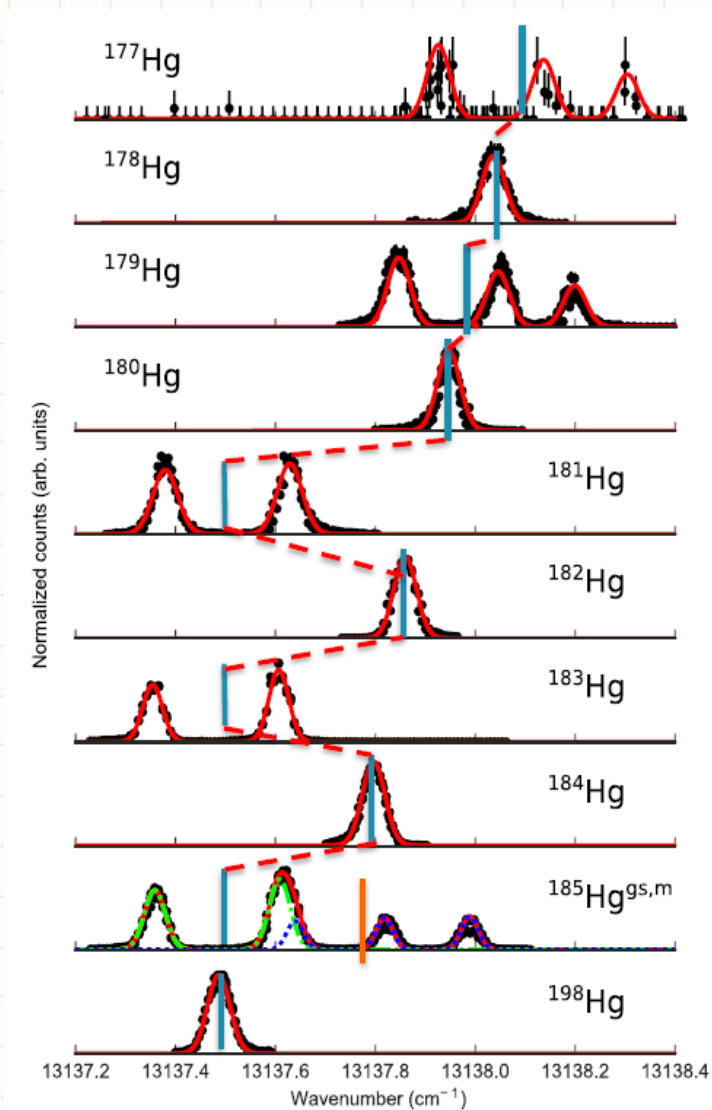 ¹⁷⁷Hg
¹⁷⁸Hg
¹⁷⁹Hg
¹⁸⁰Hg
¹⁸¹Hg
¹⁸²Hg
¹⁸³Hg
¹⁸⁴Hg
¹⁸⁵Hgᵍˢ,ᵐ
¹⁹⁸Hg
Normalized counts (arb. units)
13137.2 13137.4 13137.6 13137.8 13138.0 13138.2 13138.4
Wavenumber (cm⁻¹)